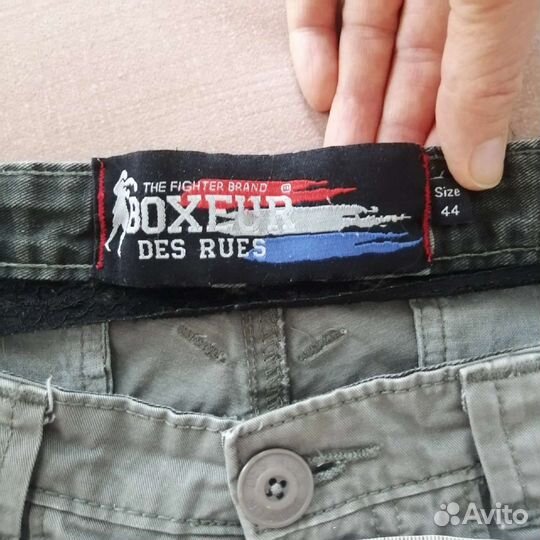 THE FIGHTER BRAND ®
BOXEUR
DES RUES
Size
44
Avito